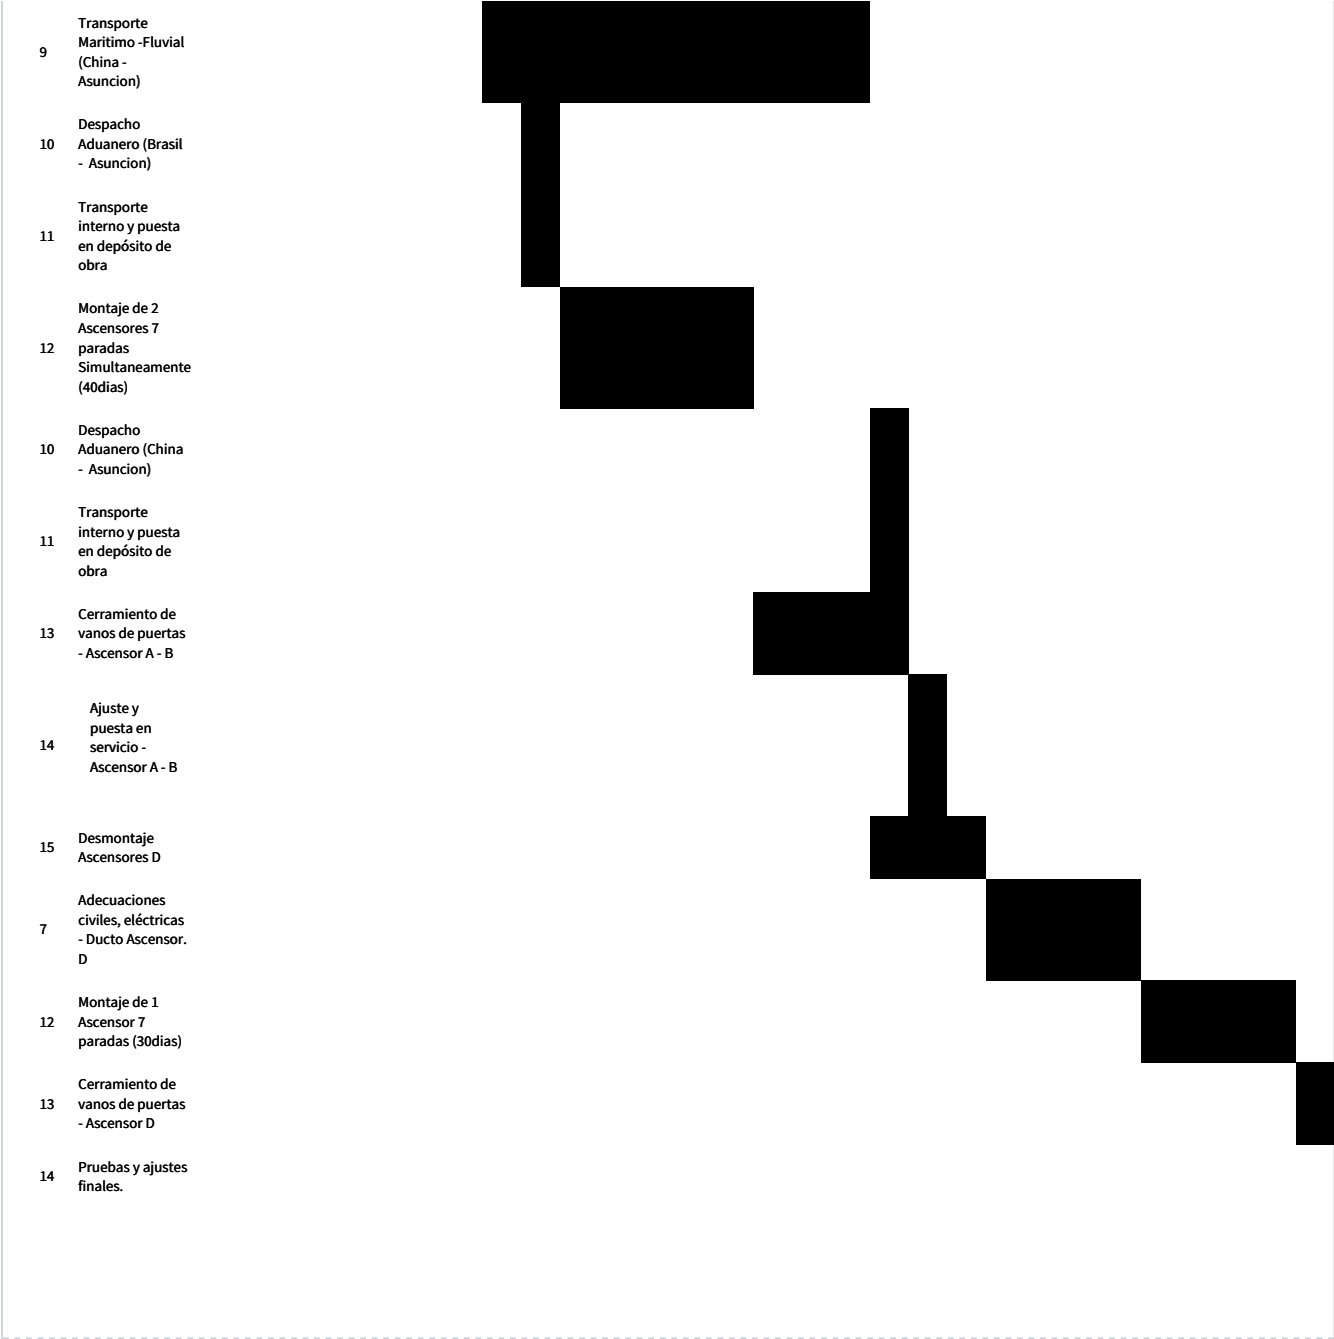 Transporte
Maritimo -Fluvial
9
(China -
Asuncion)
Despacho
10 Aduanero (Brasil
- Asuncion)
Transporte
interno y puesta
11
en depósito de
obra
Montaje de 2
Ascensores 7
12 paradas
Simultaneamente
(40dias)
Despacho
10 Aduanero (China
- Asuncion)
Transporte
interno y puesta
11
en depósito de
obra
Cerramiento de
13 vanos de puertas
- Ascensor A - B
Ajuste y
puesta en
14
servicio -
Ascensor A - B
Desmontaje
15
Ascensores D
Adecuaciones
civiles, eléctricas
7
- Ducto Ascensor.
D
Montaje de 1
12 Ascensor 7
paradas (30dias)
Cerramiento de
13 vanos de puertas
- Ascensor D
Pruebas y ajustes
14
finales.